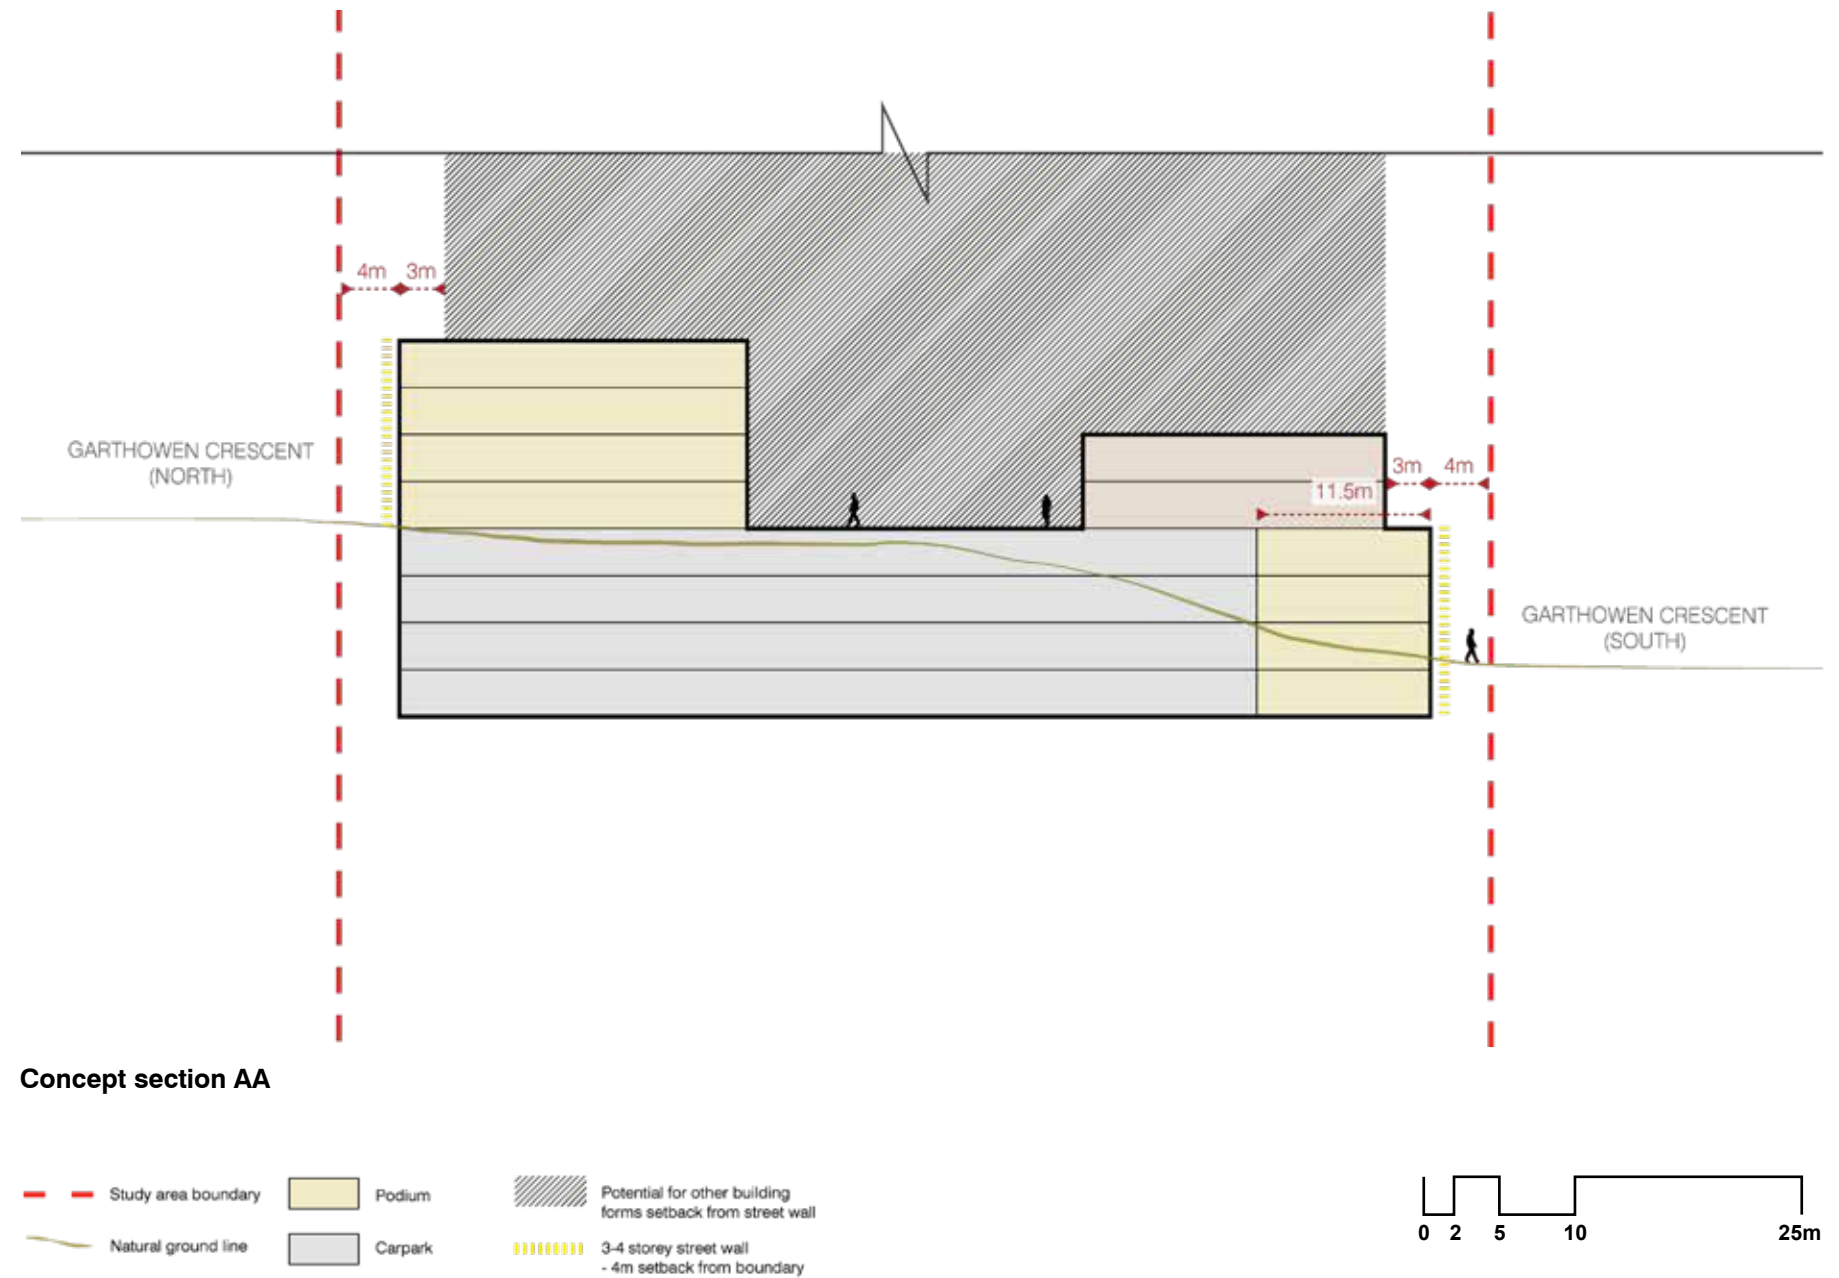 4m 3m
GARTHOWEN CRESCENT
(NORTH)
3m 4m
11.5m
GARTHOWEN CRESCENT
(SOUTH)
Concept section AA
Study area boundary
Podium
Potential for other building
forms setback from street wall
Natural ground line
Carpark
3-4 storey street wall
- 4m setback from boundary
0 2 5 10 25m